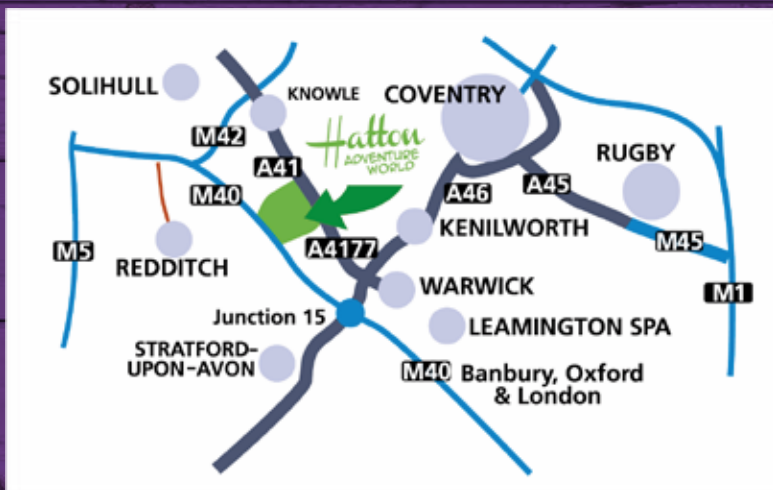 SOLIHULL
KNOWLE
COVENTRY
M42
Hatton
ADVENTURE
WORLD
A41
RUGBY
M40
A46
A45
M5
REDDITCH
A4177
KENILWORTH
M45
WARWICK
M1
Junction 15
LEAMINGTON SPA
STRATFORD-
UPON-AVON
M40 Banbury, Oxford
& London